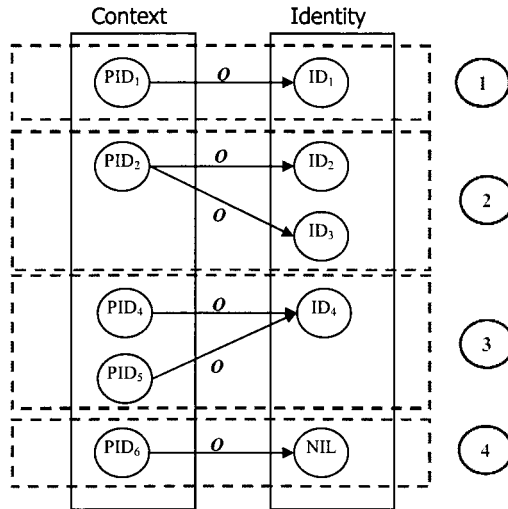 Context Identity
PID₁ O ID₁ 1
PID₂ O ID₂
O ID₃ 2
PID₄ O ID₄
PID₅ O 3
PID₆ O NIL 4